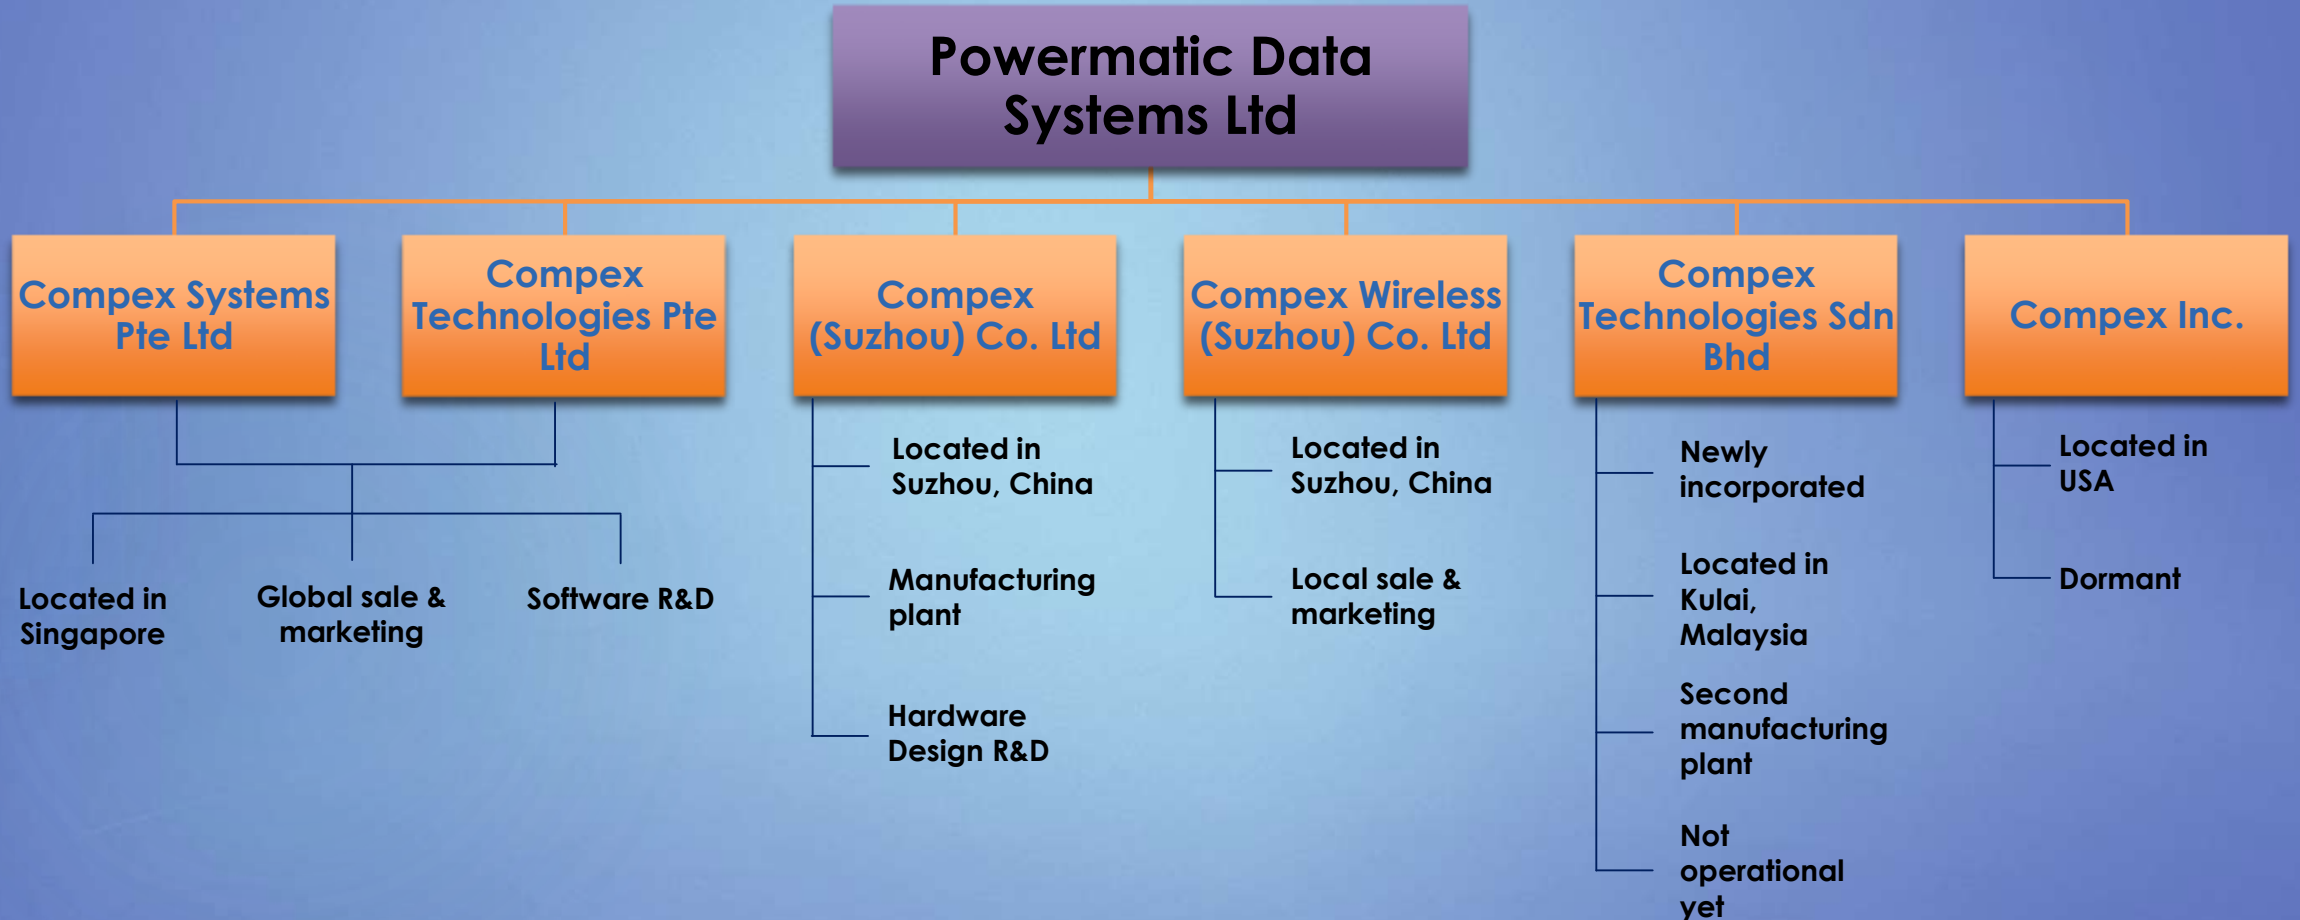 Powermatic Data
Systems Ltd
Compex Systems
Pte Ltd
Compex
Technologies Pte
Ltd
Compex
(Suzhou) Co. Ltd
Compex Wireless
(Suzhou) Co. Ltd
Compex
Technologies Sdn
Bhd
Compex Inc.
Located in
Singapore
Global sale &
marketing
Software R&D
Located in
Suzhou, China
Manufacturing
plant
Hardware
Design R&D
Located in
Suzhou, China
Local sale &
marketing
Newly
incorporated
Located in
Kulai,
Malaysia
Second
manufacturing
plant
Not
operational
yet
Located in
USA
Dormant